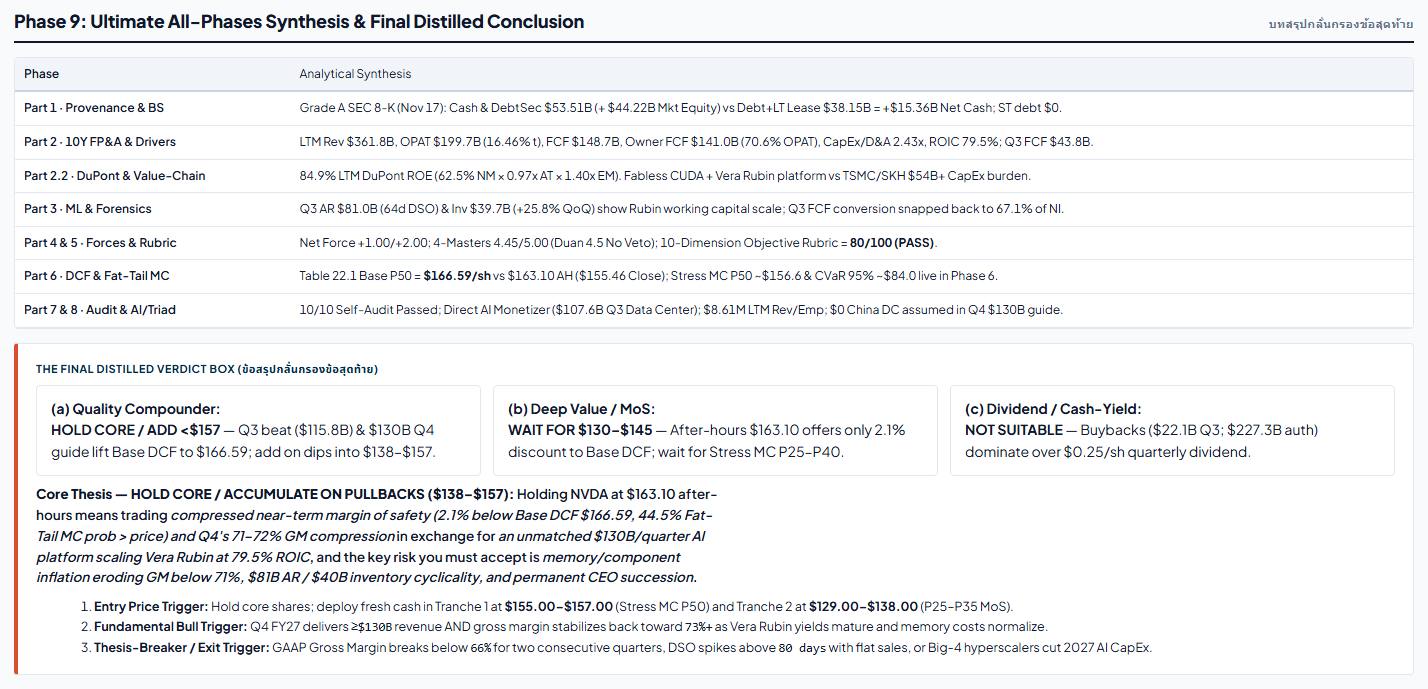 Phase 9: Ultimate All-Phases Synthesis & Final Distilled Conclusion
บทสรุปกลั่นกรองข้อสุดท้าย
Phase Analytical Synthesis
Part 1 · Provenance & BS Grade A SEC 8-K (Nov 17): Cash & DebtSec $53.51B (+ $44.22B Mkt Equity) vs Debt+LT Lease $38.15B = +$15.36B Net Cash; ST debt $0.
Part 2 · 10Y FP&A & Drivers LTM Rev $361.8B, OPAT $199.7B (16.46% t), FCF $148.7B, Owner FCF $141.0B (70.6% OPAT), CapEx/D&A 2.43x, ROIC 79.5%; Q3 FCF $43.8B.
Part 2.2 · DuPont & Value-Chain 84.9% LTM DuPont ROE (62.5% NM × 0.97x AT × 1.40x EM). Fabless CUDA + Vera Rubin platform vs TSMC/SKH $54B+ CapEx burden.
Part 3 · ML & Forensics Q3 AR $81.0B (64d DSO) & Inv $39.7B (+25.8% QoQ) show Rubin working capital scale; Q3 FCF conversion snapped back to 67.1% of NI.
Part 4 & 5 · Forces & Rubric Net Force +1.00/+2.00; 4-Masters 4.45/5.00 (Duan 4.5 No Veto); 10-Dimension Objective Rubric = 80/100 (PASS).
Part 6 · DCF & Fat-Tail MC Table 22.1 Base P50 = $166.59/sh vs $163.10 AH ($155.46 Close); Stress MC P50 ~$156.6 & CVaR 95% ~$84.0 live in Phase 6.
Part 7 & 8 · Audit & AI/Triad 10/10 Self-Audit Passed; Direct AI Monetizer ($107.6B Q3 Data Center); $8.61M LTM Rev/Emp; $0 China DC assumed in Q4 $130B guide.
THE FINAL DISTILLED VERDICT BOX (ข้อสรุปกลั่นกรองข้อสุดท้าย)
(a) Quality Compounder:
HOLD CORE / ADD <$157 — Q3 beat ($115.8B) & $130B Q4
guide lift Base DCF to $166.59; add on dips into $138–$157.
(b) Deep Value / MoS:
WAIT FOR $130–$145 — After-hours $163.10 offers only 2.1%
discount to Base DCF; wait for Stress MC P25–P40.
(c) Dividend / Cash-Yield:
NOT SUITABLE — Buybacks ($22.1B Q3; $227.3B auth)
dominate over $0.25/sh quarterly dividend.
Core Thesis — HOLD CORE / ACCUMULATE ON PULLBACKS ($138–$157): Holding NVDA at $163.10 after-
hours means trading compressed near-term margin of safety (2.1% below Base DCF $166.59, 44.5% Fat-
Tail MC prob > price) and Q4's 71–72% GM compression in exchange for an unmatched $130B/quarter AI
platform scaling Vera Rubin at 79.5% ROIC, and the key risk you must accept is memory/component
inflation eroding GM below 71%, $81B AR / $40B inventory cyclicality, and permanent CEO succession.
1. Entry Price Trigger: Hold core shares; deploy fresh cash in Tranche 1 at $155.00–$157.00 (Stress MC P50) and Tranche 2 at $129.00–$138.00 (P25–P35 MoS).
2. Fundamental Bull Trigger: Q4 FY27 delivers ≥$130B revenue AND gross margin stabilizes back toward 73%+ as Vera Rubin yields mature and memory costs normalize.
3. Thesis-Breaker / Exit Trigger: GAAP Gross Margin breaks below 66% for two consecutive quarters, DSO spikes above 80 days with flat sales, or Big-4 hyperscalers cut 2027 AI CapEx.